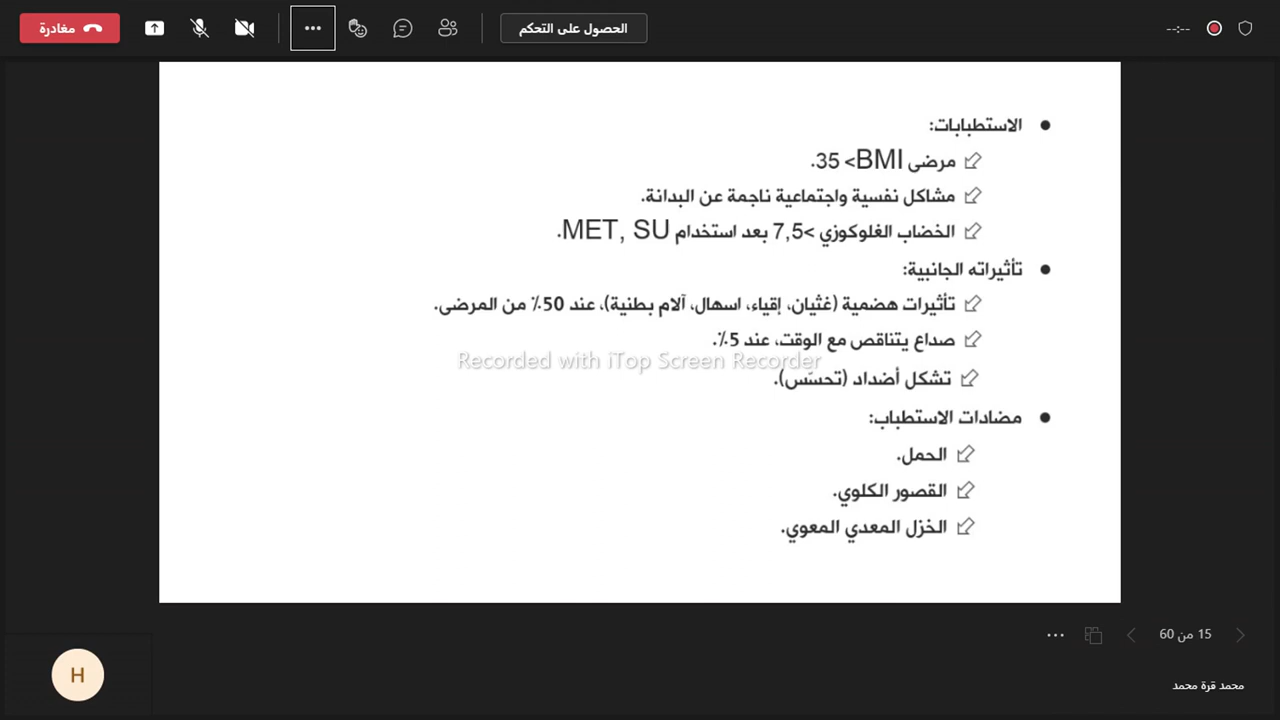 مغادرة
الحصول على التحكم
--:--
الاستطبابات:
مرضى BMI> 35.
مشاكل نفسية واجتماعية ناجمة عن البدانة.
الخضاب الغلوكوزي >7,5 بعد استخدام MET, SU.
تأثيراته الجانبية:
تأثيرات هضمية (غثيان، إقياء، اسهال، آلام بطنية)، عند 50٪ من المرضى.
صداع يتناقص مع الوقت، عند 5٪.
Recorded with iTop Screen Recorder
تشكل أضداد (تحسّس).
مضادات الاستطباب:
الحمل.
القصور الكلوي.
الخزل المعدي المعوي.
15 من 60
H
محمد قرة محمد